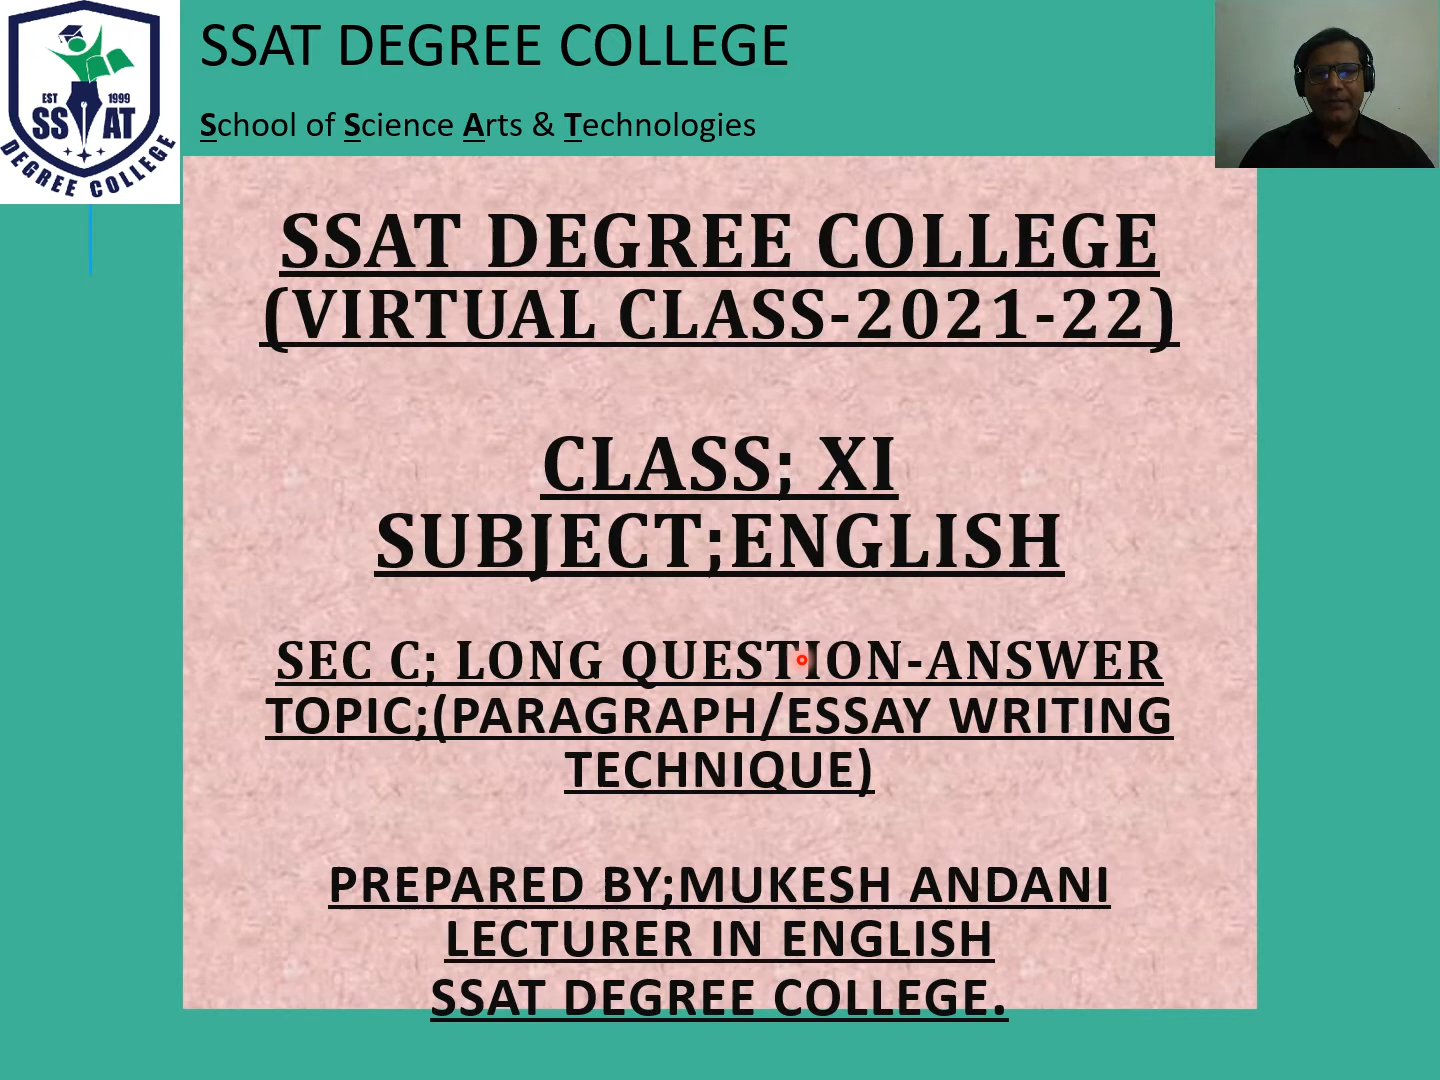 SSAT DEGREE COLLEGE
School of Science Arts & Technologies
EST 1999
SS AT
DEGREE COLLEGE
SSAT DEGREE COLLEGE
(VIRTUAL CLASS-2021-22)
CLASS; XI
SUBJECT;ENGLISH
SEC C; LONG QUESTION-ANSWER
TOPIC;(PARAGRAPH/ESSAY WRITING
TECHNIQUE)
PREPARED BY;MUKESH ANDANI
LECTURER IN ENGLISH
SSAT DEGREE COLLEGE.